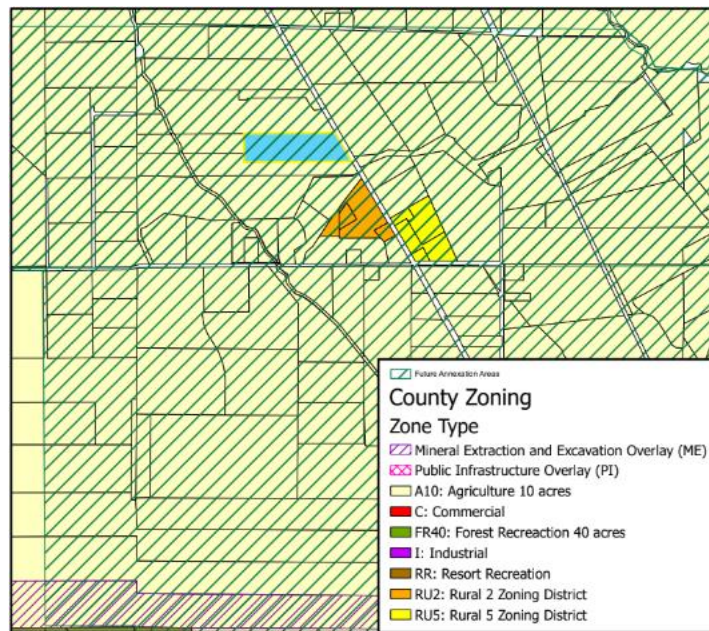 Future Annexation Areas
County Zoning
Zone Type
Mineral Extraction and Excavation Overlay (ME)
Public Infrastructure Overlay (PI)
A10: Agriculture 10 acres
C: Commercial
FR40: Forest Recreaction 40 acres
I: Industrial
RR: Resort Recreation
RU2: Rural 2 Zoning District
RU5: Rural 5 Zoning District